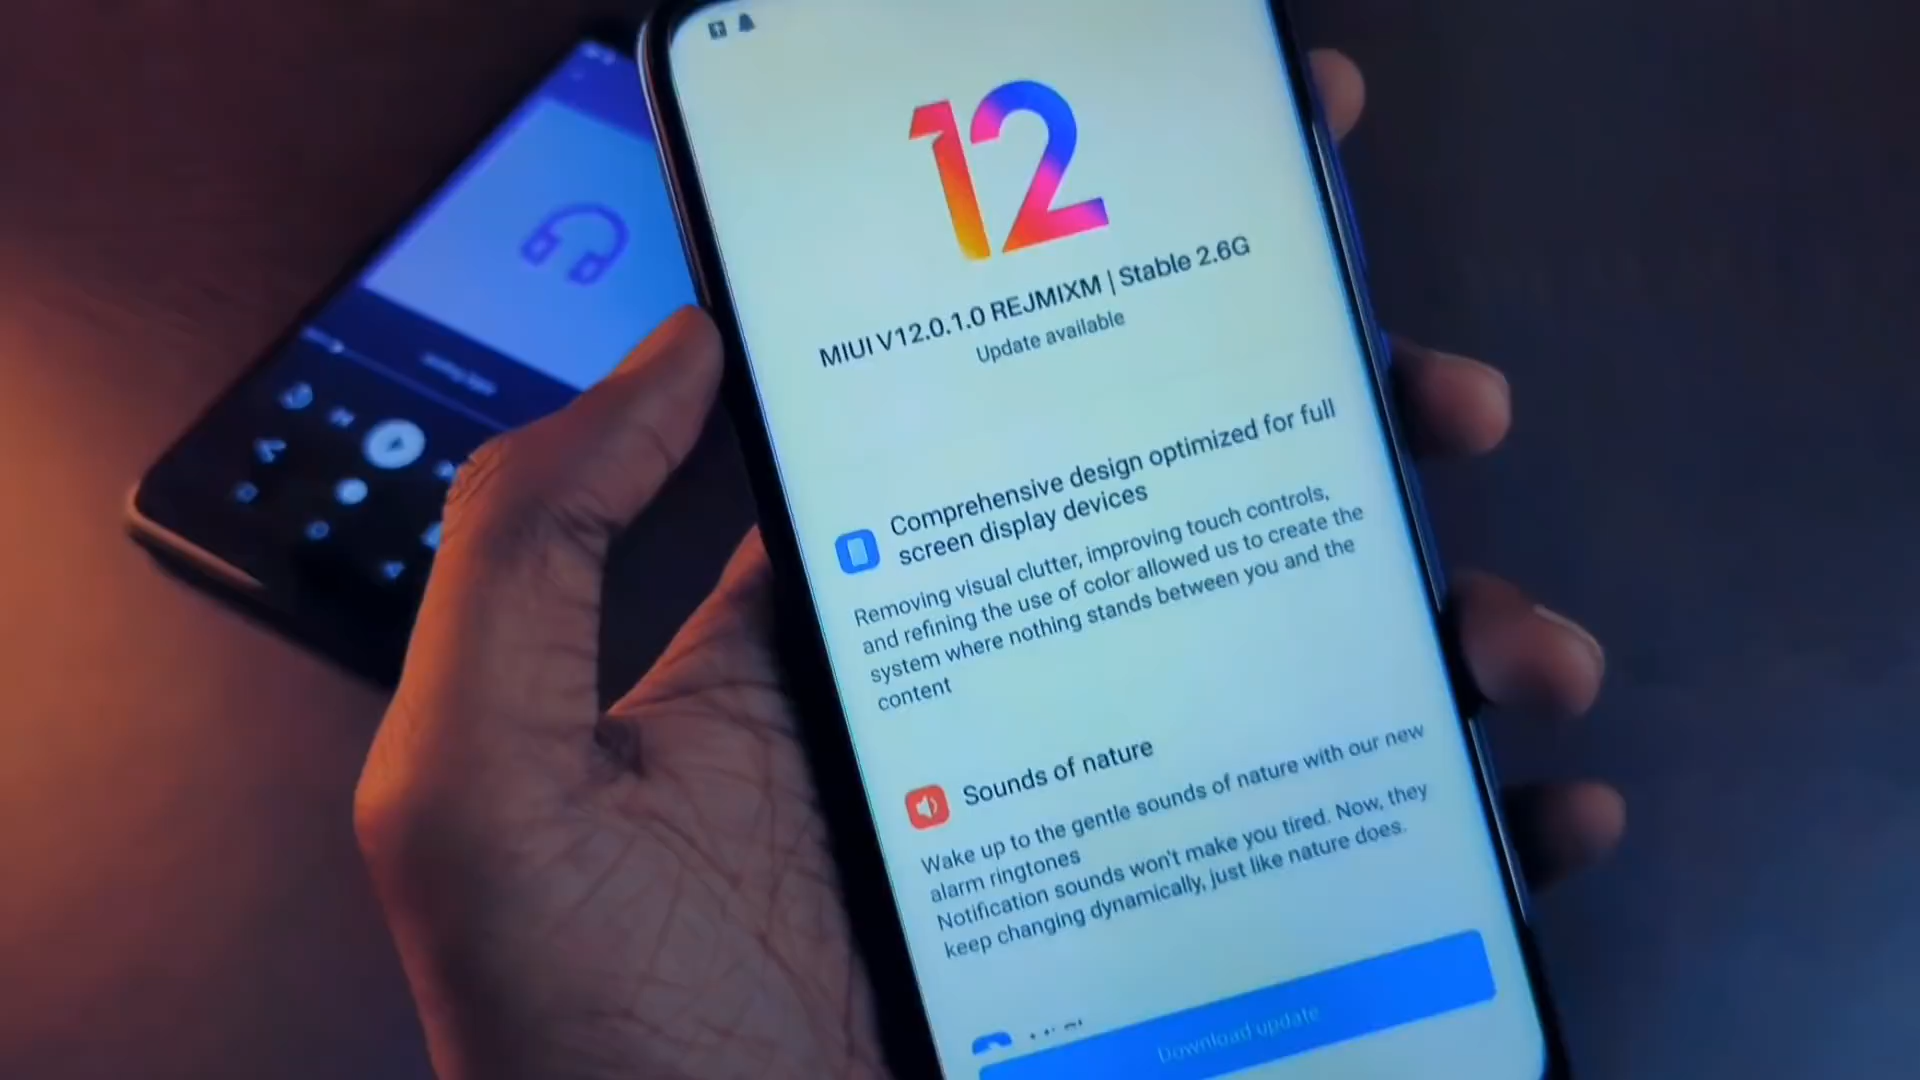 12
MIUI V12.0.1.0 REJMIXM | Stable 2.6G
Update available
Comprehensive design optimized for full
screen display devices
Removing visual clutter, improving touch controls,
and refining the use of color allowed us to create the
system where nothing stands between you and the
content
Sounds of nature
Wake up to the gentle sounds of nature with our new
alarm ringtones
Notification sounds won't make you tired. Now, they
keep changing dynamically, just like nature does.
Download update